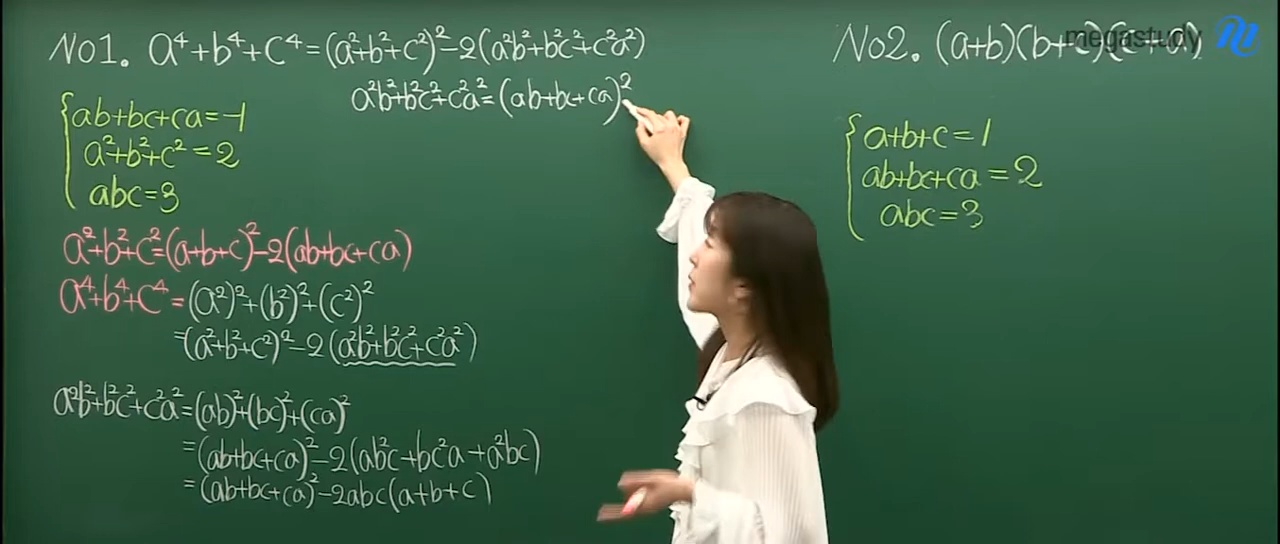 No1. a⁴+b⁴+c⁴=(a²+b²+c²)²-2(a²b²+b²c²+c²a²)
a²b²+b²c²+c²a²=(ab+bc+ca)²
ab+bc+ca=-1
a²+b²+c²=2
abc=3
a²+b²+c²=(a+b+c)²-2(ab+bc+ca)
a⁴+b⁴+c⁴=(a²)²+(b²)²+(c²)²
=(a²+b²+c²)²-2(a²b²+b²c²+c²a²)
a²b²+b²c²+c²a²=(ab)²+(bc)²+(ca)²
=(ab+bc+ca)²-2(ab²c+bc²a+a²bc)
=(ab+bc+ca)²-2abc(a+b+c)
No2. (a+b)(b+c)(c+a)
megastudy
a+b+c=1
ab+bc+ca=2
abc=3